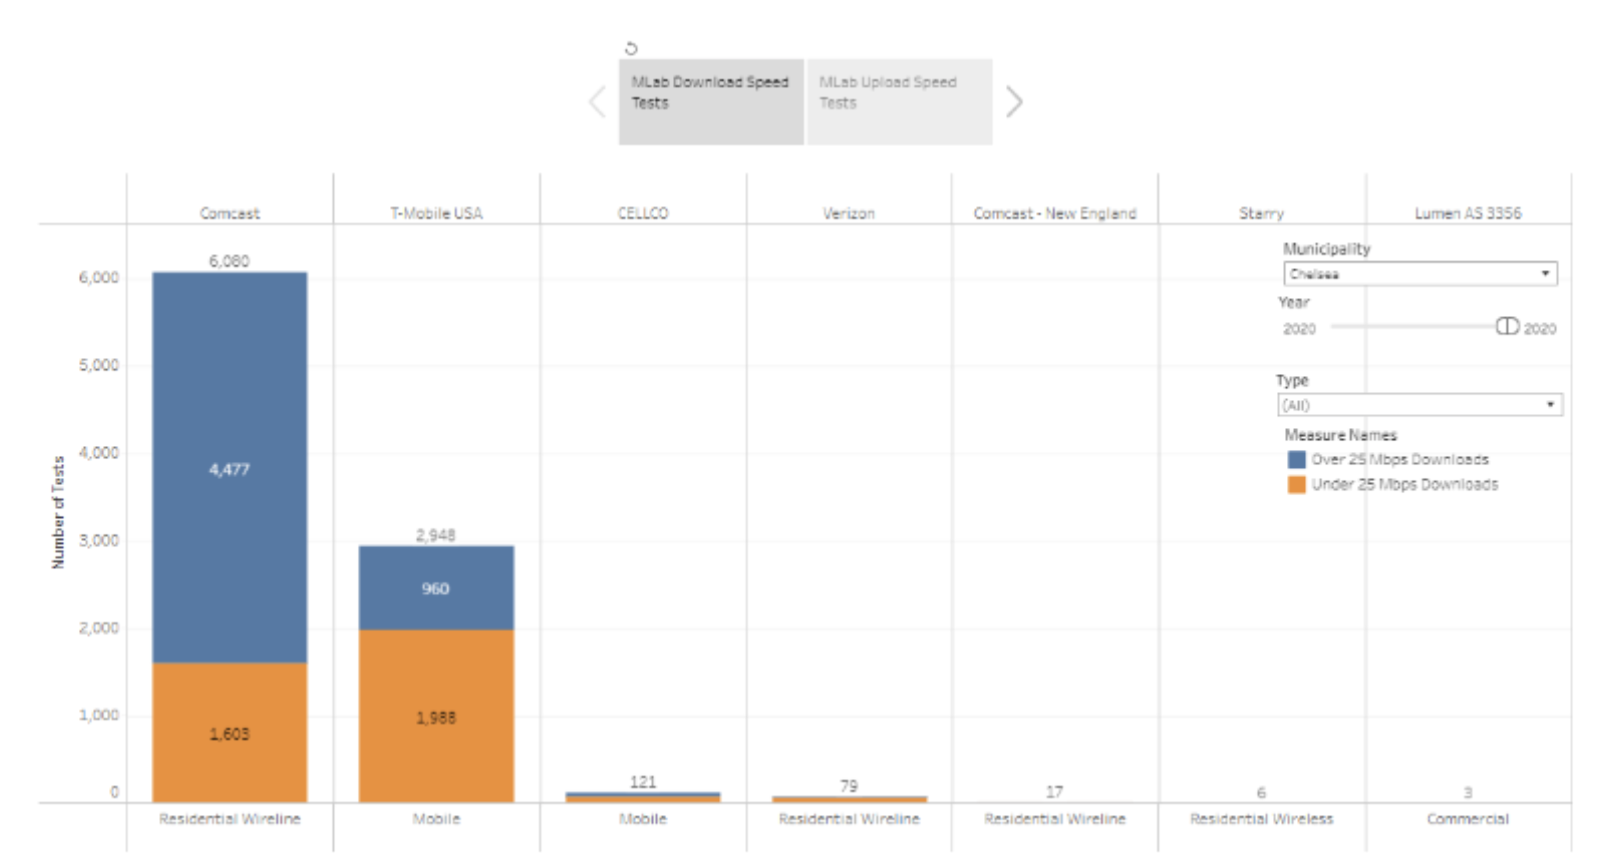 MLab Download Speed
Tests
MLab Upload Speed
Tests
Comcast
T-Mobile USA
CELLCO
Verizon
Comcast - New England
Starry
Lumen AS 3356
Municipality
Chelsea
Year
2020
2020
Type
(All)
Measure Names
Over 25 Mbps Downloads
Under 25 Mbps Downloads
Number of Tests
6,000
5,000
4,000
3,000
2,000
1,000
0
6,080
4,477
1,603
2,948
960
1,988
121
79
17
6
3
Residential Wireline
Mobile
Mobile
Residential Wireline
Residential Wireline
Residential Wireless
Commercial